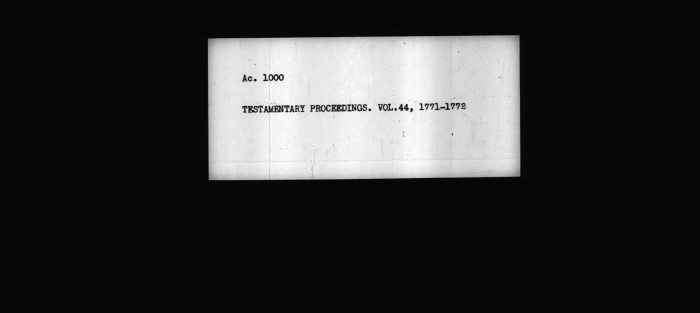 Ac. 1000
TESTAMENTARY PROCEEDINGS. VOL.44, 1771-1772